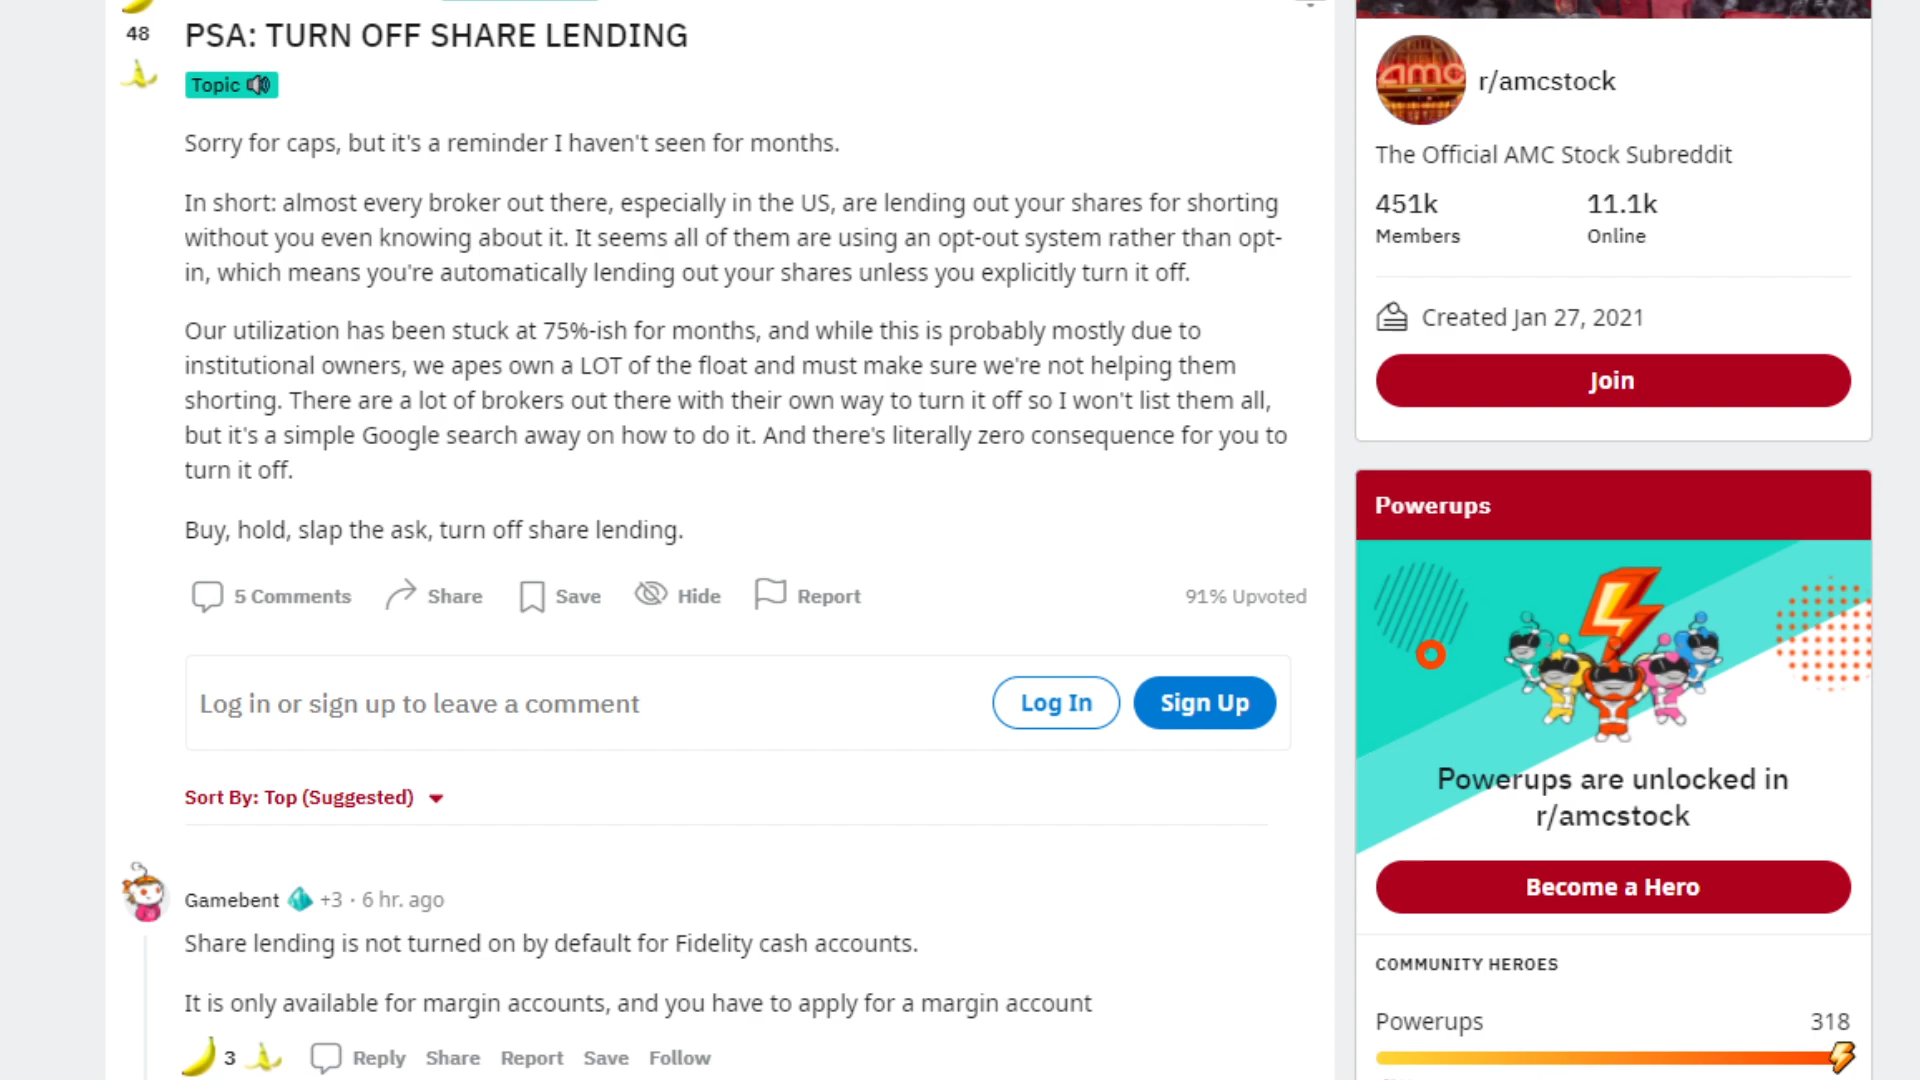 48
PSA: TURN OFF SHARE LENDING
Topic
Sorry for caps, but it's a reminder I haven't seen for months.
In short: almost every broker out there, especially in the US, are lending out your shares for shorting
without you even knowing about it. It seems all of them are using an opt-out system rather than opt-
in, which means you're automatically lending out your shares unless you explicitly turn it off.
Our utilization has been stuck at 75%-ish for months, and while this is probably mostly due to
institutional owners, we apes own a LOT of the float and must make sure we're not helping them
shorting. There are a lot of brokers out there with their own way to turn it off so I won't list them all,
but it's a simple Google search away on how to do it. And there's literally zero consequence for you to
turn it off.
Buy, hold, slap the ask, turn off share lending.
5 Comments Share Save Hide Report 91% Upvoted
Log in or sign up to leave a comment Log In Sign Up
Sort By: Top (Suggested)
Gamebent +3 · 6 hr. ago
Share lending is not turned on by default for Fidelity cash accounts.
It is only available for margin accounts, and you have to apply for a margin account
3 Reply Share Report Save Follow
amc
r/amcstock
The Official AMC Stock Subreddit
451k 11.1k
Members Online
Created Jan 27, 2021
Join
Powerups
Powerups are unlocked in
r/amcstock
Become a Hero
COMMUNITY HEROES
Powerups 318